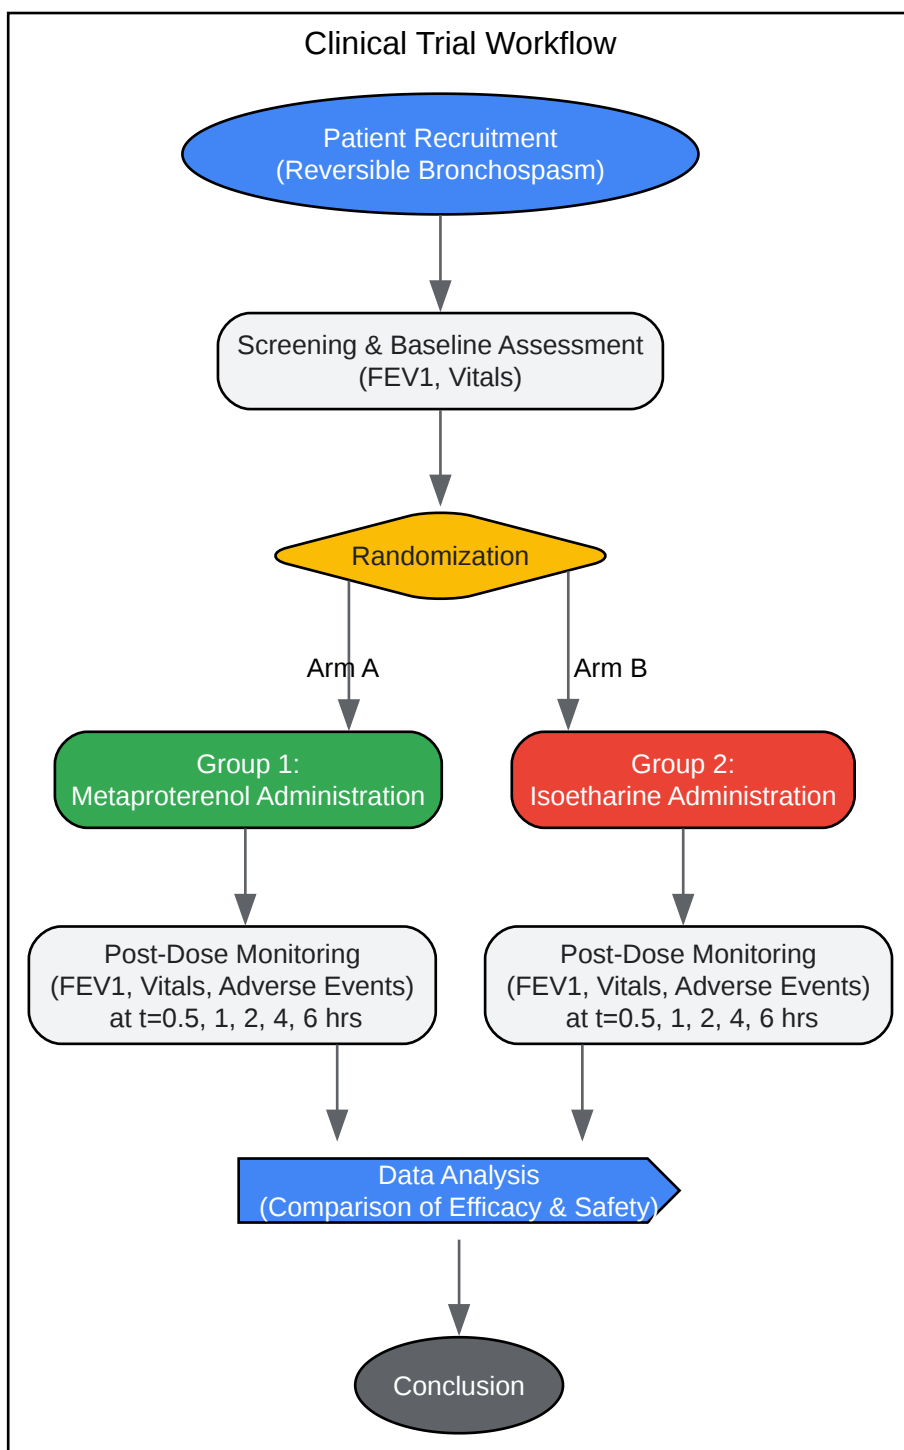 Clinical Trial Workflow
Patient Recruitment
(Reversible Bronchospasm)
Screening & Baseline Assessment
(FEV1, Vitals)
Randomization
Arm A
Arm B
Group 1:
Metaproterenol Administration
Group 2:
Isoetharine Administration
Post-Dose Monitoring
(FEV1, Vitals, Adverse Events)
at t=0.5, 1, 2, 4, 6 hrs
Post-Dose Monitoring
(FEV1, Vitals, Adverse Events)
at t=0.5, 1, 2, 4, 6 hrs
Data Analysis
(Comparison of Efficacy & Safety)
Conclusion